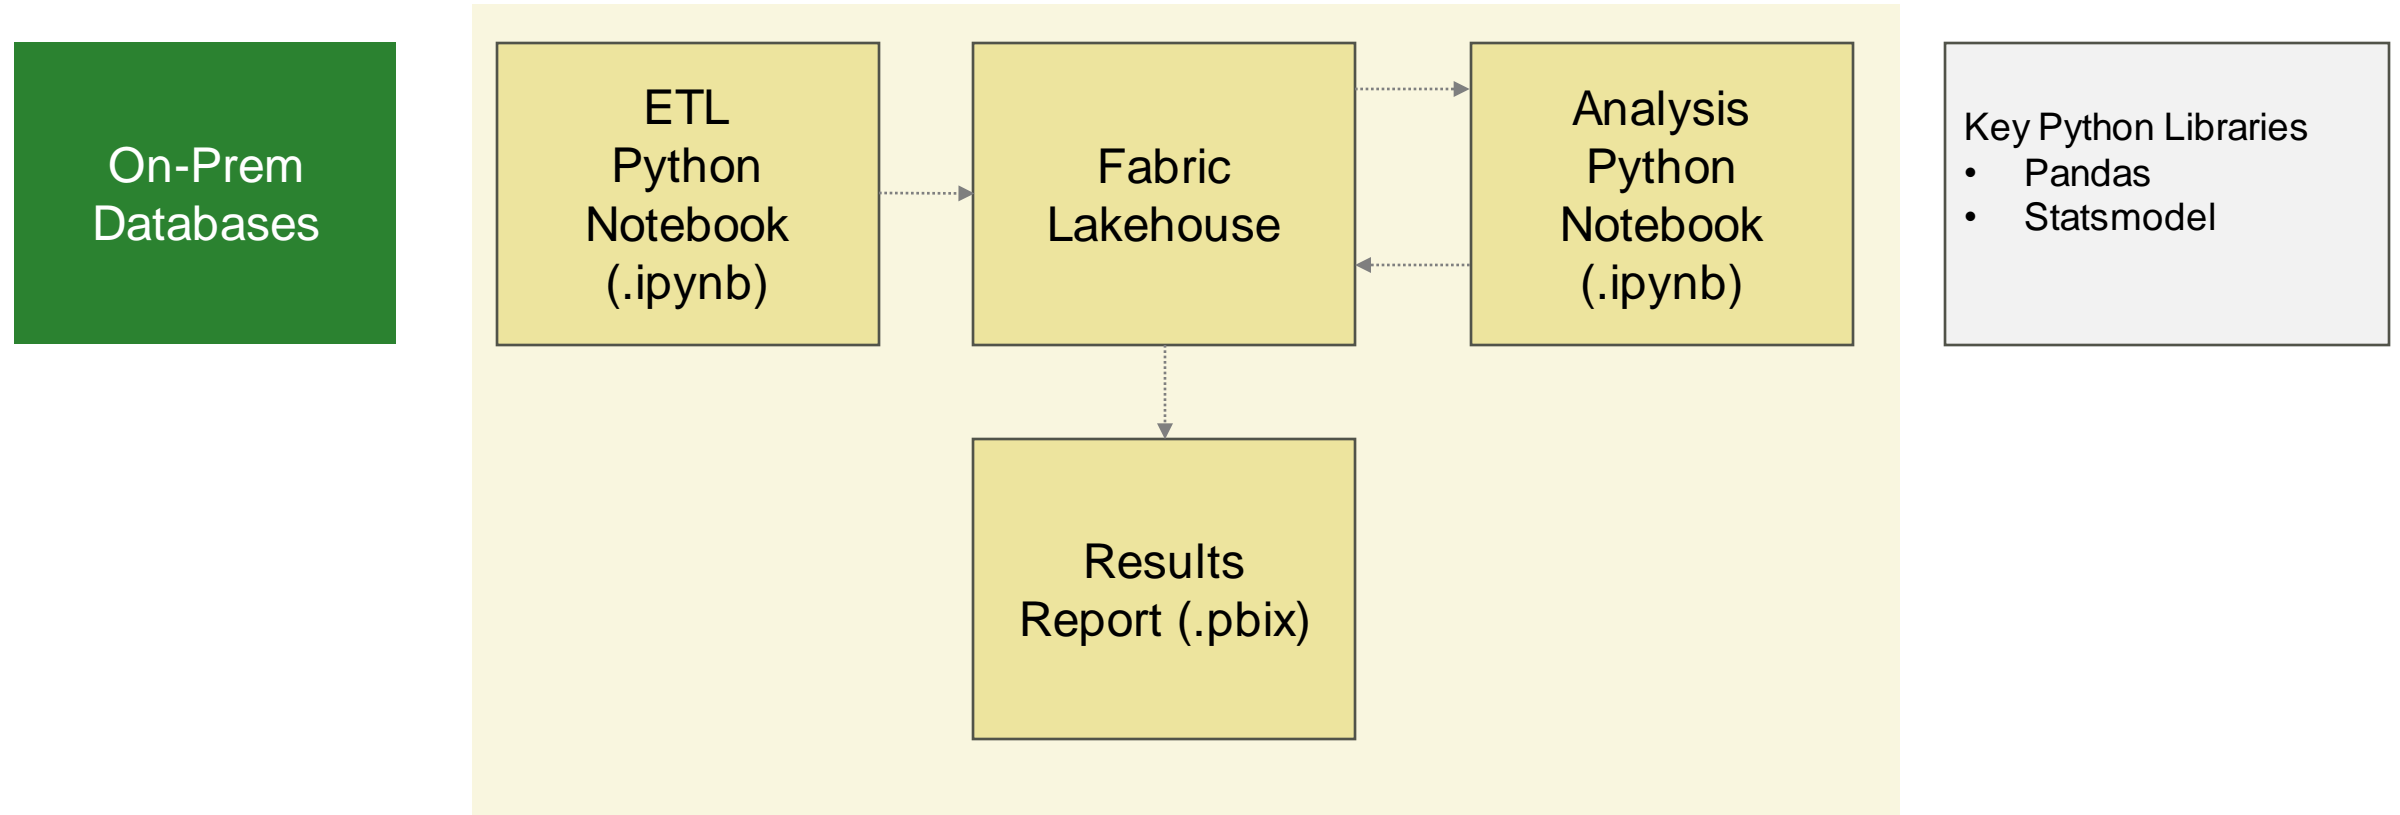 On-Prem
Databases
ETL
Python
Notebook
(.ipynb)
Fabric
Lakehouse
Analysis
Python
Notebook
(.ipynb)
Key Python Libraries
• Pandas
• Statsmodel
Results
Report (.pbix)